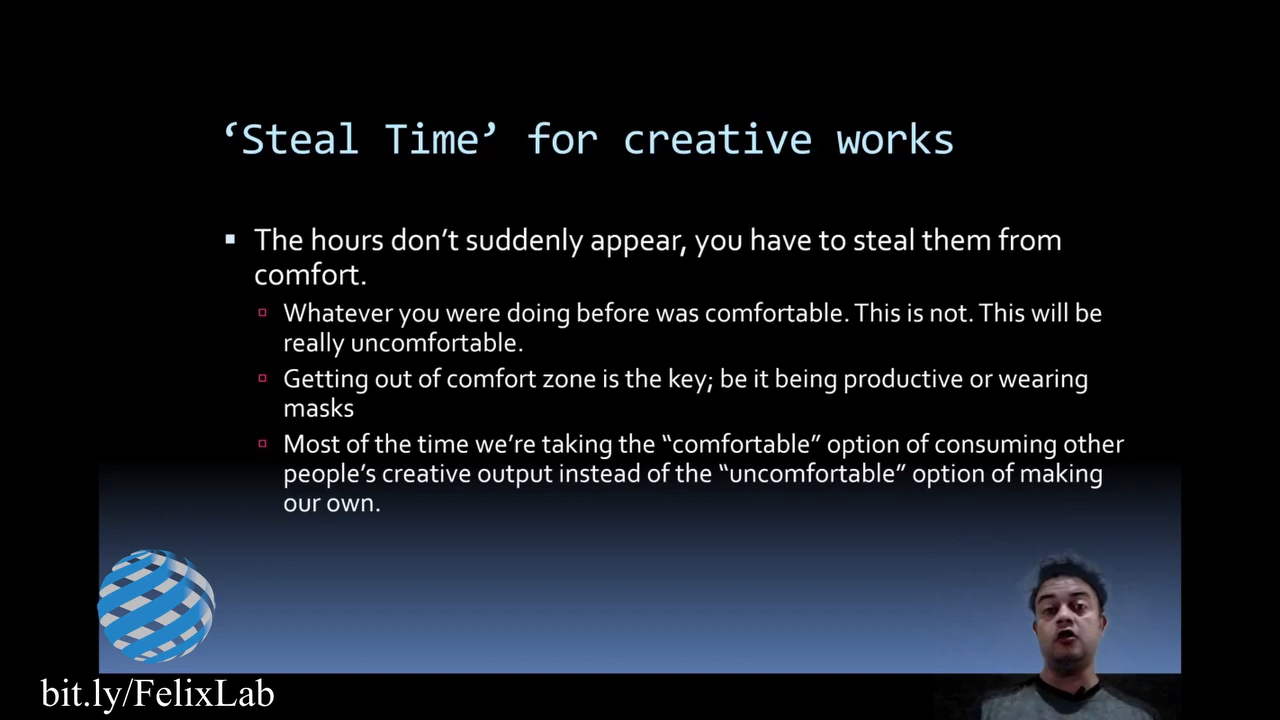 ‘Steal Time’ for creative works
The hours don’t suddenly appear, you have to steal them from
comfort.
Whatever you were doing before was comfortable. This is not. This will be
really uncomfortable.
Getting out of comfort zone is the key; be it being productive or wearing
masks
Most of the time we’re taking the “comfortable” option of consuming other
people’s creative output instead of the “uncomfortable” option of making
our own.
bit.ly/FelixLab